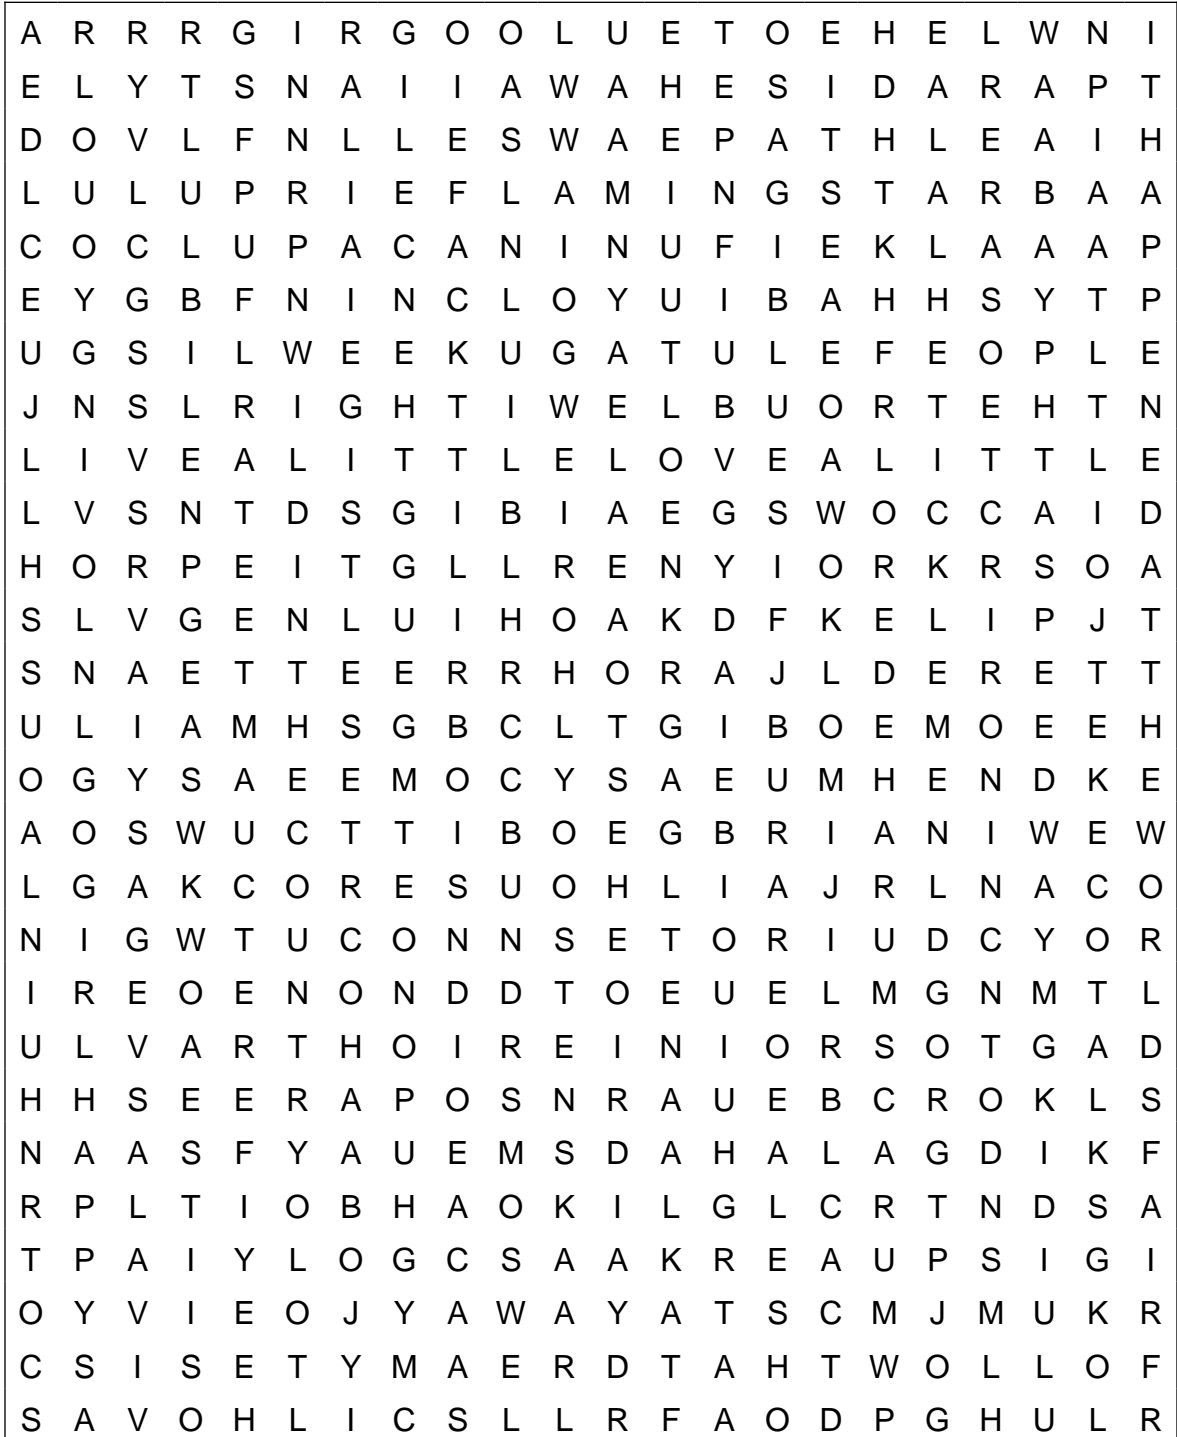 A R R R G I R G O O L U E T O E H E L W N I
E L Y T S N A I I A W A H E S I D A R A P T
D O V L F N L L E S W A E P A T H L E A I H
L U L U P R I E F L A M I N G S T A R B A A
C O C L U P A C A N I N U F I E K L A A A P
E Y G B F N I N C L O Y U I B A H H S Y T P
U G S I L W E E K U G A T U L E F E O P L E
J N S L R I G H T I W E L B U O R T E H T N
L I V E A L I T T L E L O V E A L I T T L E
L V S N T D S G I B I A E G S W O C C A I D
H O R P E I T G L L R E N Y I O R K R S O A
S L V G E N L U I H O A K D F K E L I P J T
S N A E T T E E R R H O R A J L D E R E T T
U L I A M H S G B C L T G I B O E M O E E H
O G Y S A E E M O C Y S A E U M H E N D K E
A O S W U C T T I B O E G B R I A N I W E W
L G A K C O R E S U O H L I A J R L N A C O
N I G W T U C O N N S E T O R I U D C Y O R
I R E O E N O N D D T O E U E L M G N M T L
U L V A R T H O I R E I N I O R S O T G A D
H H S E E R A P O S N R A U E B C R O K L S
N A A S F Y A U E M S D A H A L A G D I K F
R P L T I O B H A O K I L G L C R T N D S A
T P A I Y L O G C S A A K R E A U P S I G I
O Y V I E O J Y A W A Y A T S C M J M U K R
C S I S E T Y M A E R D T A H T W O L L O F
S A V O H L I C S L L R F A O D P G H U L R